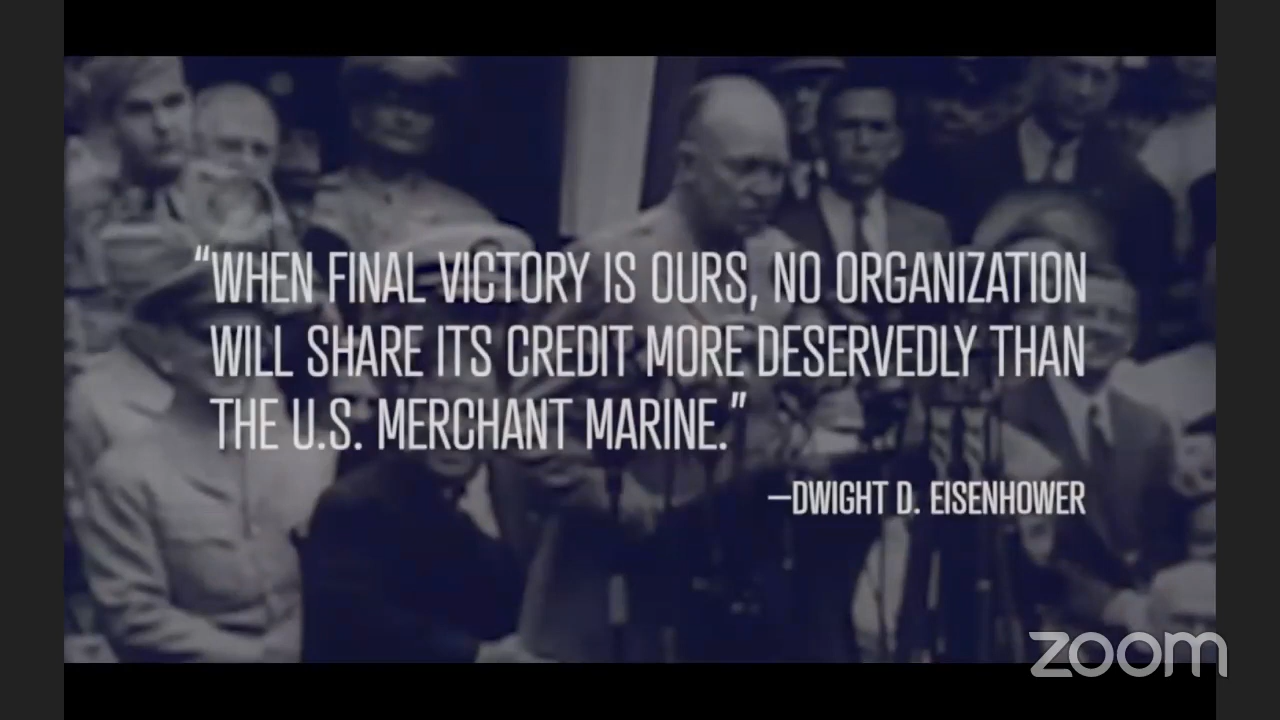 “WHEN FINAL VICTORY IS OURS, NO ORGANIZATION
WILL SHARE ITS CREDIT MORE DESERVEDLY THAN
THE U.S. MERCHANT MARINE.”
—DWIGHT D. EISENHOWER
zoom